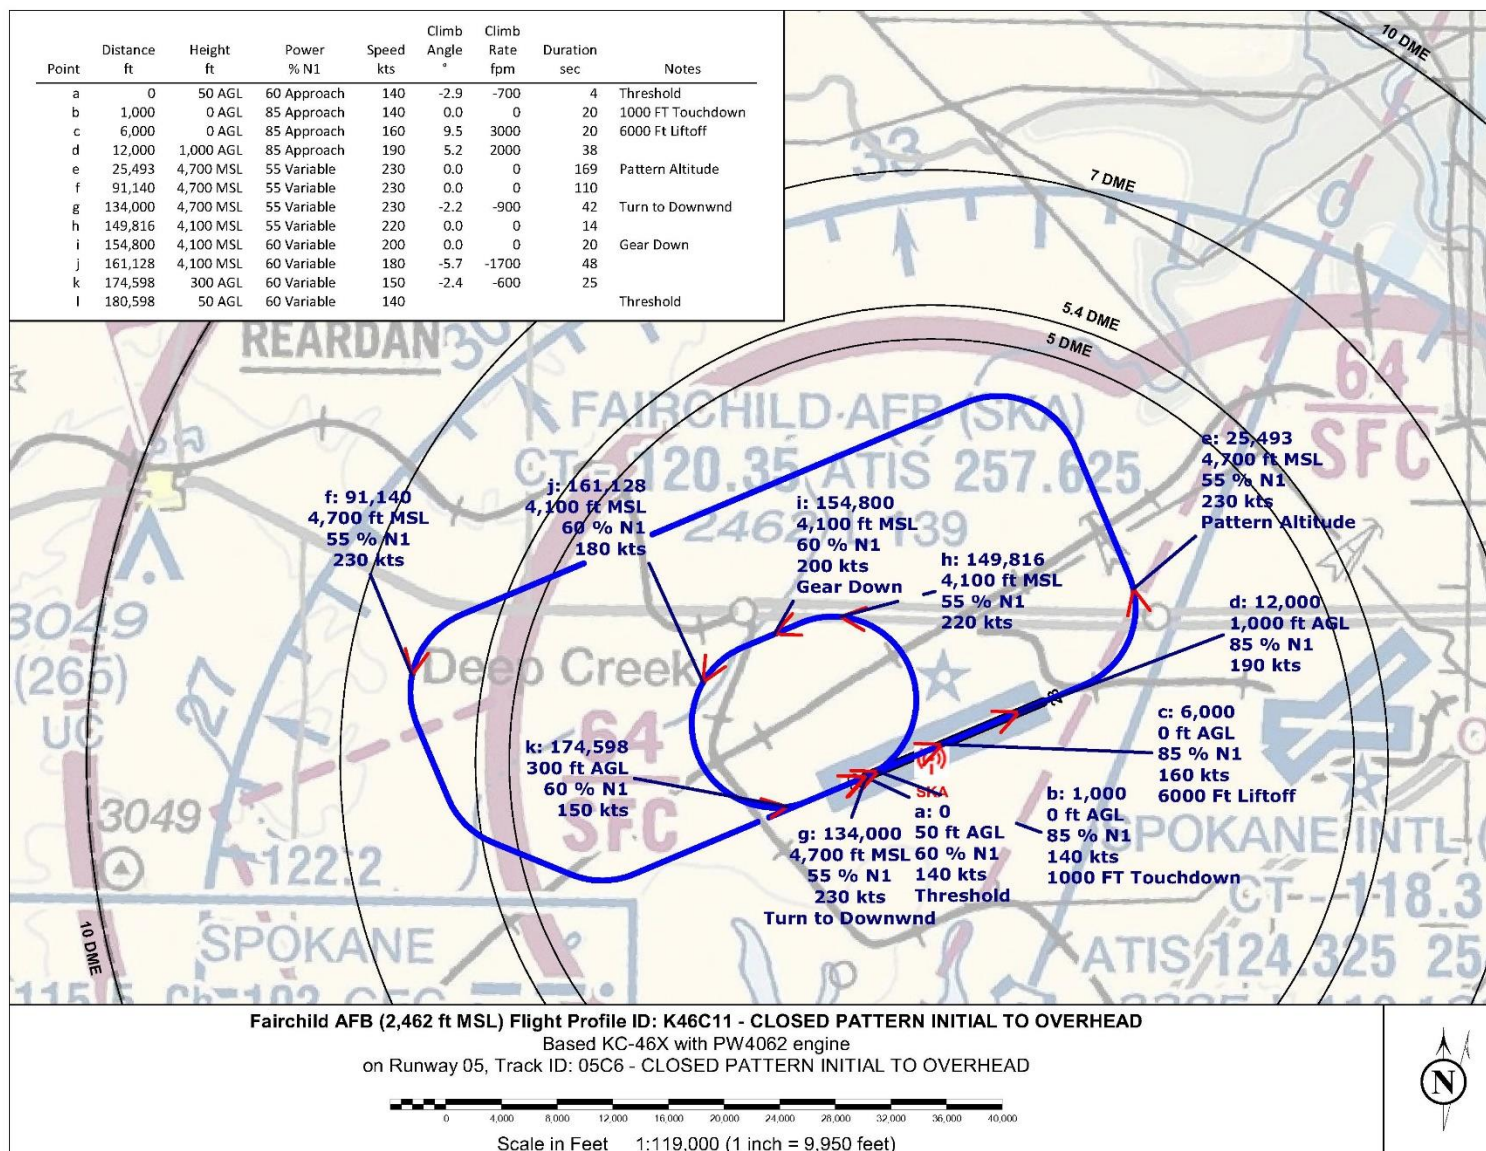 Climb Climb
Distance Height Power Speed Angle Rate Duration
Point ft ft % N1 kts ° fpm sec Notes
a 0 50 AGL 60 Approach 140 -2.9 -700 4 Threshold
b 1,000 0 AGL 85 Approach 140 0.0 0 20 1000 FT Touchdown
c 6,000 0 AGL 85 Approach 160 9.5 3000 20 6000 Ft Liftoff
d 12,000 1,000 AGL 85 Approach 190 5.2 2000 38
e 25,493 4,700 MSL 55 Variable 230 0.0 0 169 Pattern Altitude
f 91,140 4,700 MSL 55 Variable 230 0.0 0 110
g 134,000 4,700 MSL 55 Variable 230 -2.2 -900 42 Turn to Downwnd
h 149,816 4,100 MSL 55 Variable 220 0.0 0 14
i 154,800 4,100 MSL 60 Variable 200 0.0 0 20 Gear Down
j 161,128 4,100 MSL 60 Variable 180 -5.7 -1700 48
k 174,598 300 AGL 60 Variable 150 -2.4 -600 25
l 180,598 50 AGL 60 Variable 140 Threshold
10 DME
33
7 DME
0
5.4 DME
5 DME
REARDAN
30
64
SFC
FAIRCHILD AFB (SKA)
CT - 120.35 ATIS 257.625
139
e: 25,493
4,700 ft MSL
55 % N1
230 kts
Pattern Altitude
f: 91,140
4,700 ft MSL
55 % N1
230 kts
j: 161,128
4,100 ft MSL
60 % N1
180 kts
i: 154,800
4,100 ft MSL
60 % N1
200 kts
Gear Down
h: 149,816
4,100 ft MSL
55 % N1
220 kts
d: 12,000
1,000 ft AGL
85 % N1
190 kts
3049
(265)
UC
Deep Creek
27
23
64
SFC
c: 6,000
0 ft AGL
85 % N1
160 kts
6000 Ft Liftoff
k: 174,598
300 ft AGL
60 % N1
150 kts
SKA
3049
122.2
g: 134,000
4,700 ft MSL
55 % N1
230 kts
Turn to Downwnd
a: 0
50 ft AGL
60 % N1
140 kts
Threshold
b: 1,000
0 ft AGL
85 % N1
140 kts
1000 FT Touchdown
SPOKANE INTL (
CT - 118.3
ATIS 124.325 25
10 DME
SPOKANE
Fairchild AFB (2,462 ft MSL) Flight Profile ID: K46C11 - CLOSED PATTERN INITIAL TO OVERHEAD
Based KC-46X with PW4062 engine
on Runway 05, Track ID: 05C6 - CLOSED PATTERN INITIAL TO OVERHEAD
0 4,000 8,000 12,000 16,000 20,000 24,000 28,000 32,000 36,000 40,000
Scale in Feet 1:119,000 (1 inch = 9,950 feet)
N